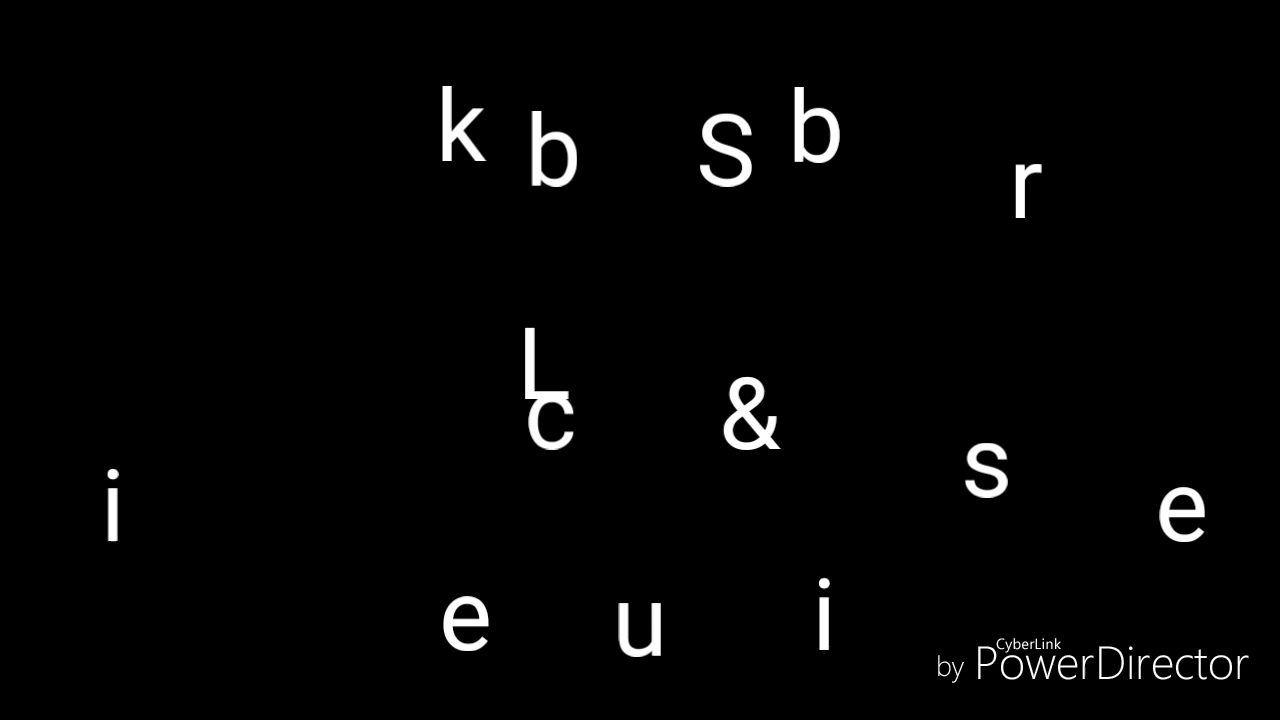 k b S b r
L
c & s
i e
e u i
CyberLink
by PowerDirector